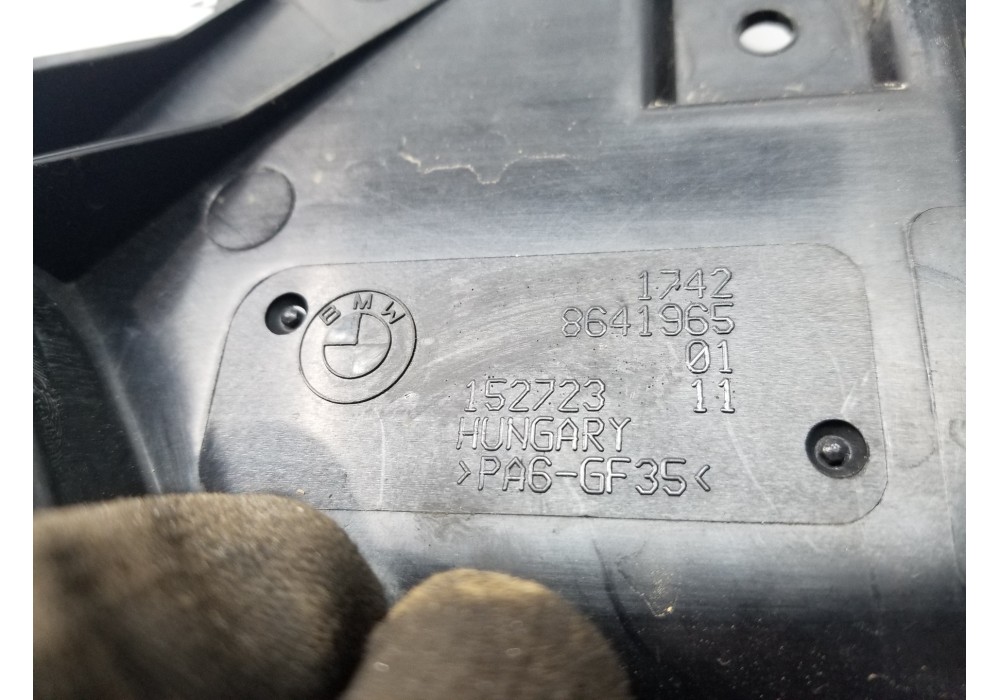 BMW
1742
8641965
01
152723 11
HUNGARY
>PA6-GF35<